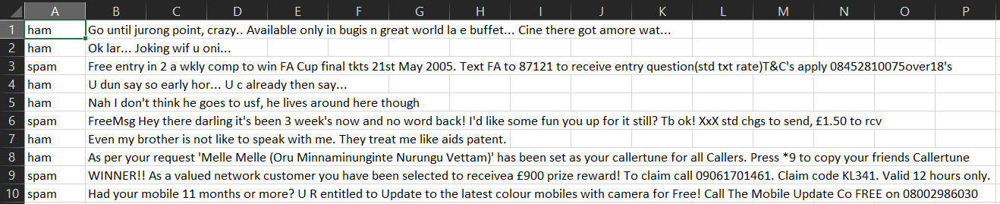 A B C D E F G H I J K L M N O P
1 ham Go until jurong point, crazy.. Available only in bugis n great world la e buffet... Cine there got amore wat...
2 ham Ok lar... Joking wif u oni...
3 spam Free entry in 2 a wkly comp to win FA Cup final tkts 21st May 2005. Text FA to 87121 to receive entry question(std txt rate)T&C's apply 08452810075over18's
4 ham U dun say so early hor... U c already then say...
5 ham Nah I don't think he goes to usf, he lives around here though
6 spam FreeMsg Hey there darling it's been 3 week's now and no word back! I'd like some fun you up for it still? Tb ok! XxX std chgs to send, £1.50 to rcv
7 ham Even my brother is not like to speak with me. They treat me like aids patent.
8 ham As per your request 'Melle Melle (Oru Minnaminunginte Nurungu Vettam)' has been set as your callertune for all Callers. Press *9 to copy your friends Callertune
9 spam WINNER!! As a valued network customer you have been selected to receivea £900 prize reward! To claim call 09061701461. Claim code KL341. Valid 12 hours only.
10 spam Had your mobile 11 months or more? U R entitled to Update to the latest colour mobiles with camera for Free! Call The Mobile Update Co FREE on 08002986030